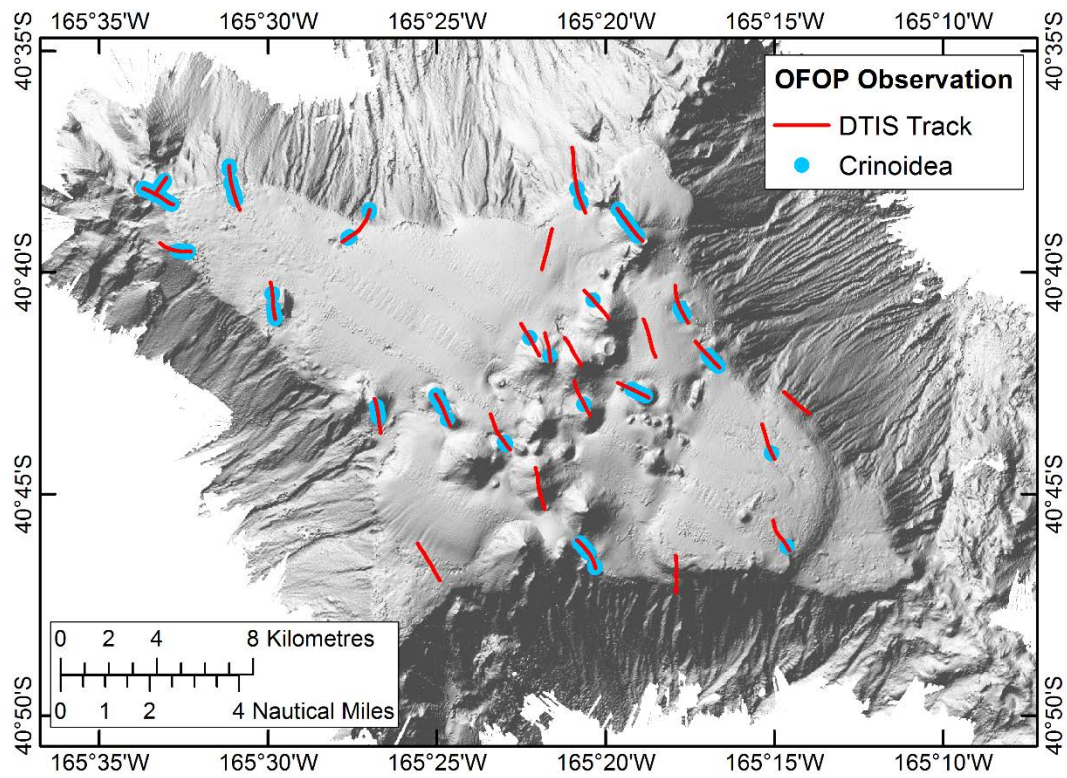 165°35'W 165°30'W 165°25'W 165°20'W 165°15'W 165°10'W
40°35'S 40°35'S
OFOP Observation
DTIS Track
Crinoidea
40°40'S 40°40'S
40°45'S 40°45'S
0 2 4 8 Kilometres
0 1 2 4 Nautical Miles
40°50'S 40°50'S
165°35'W 165°30'W 165°25'W 165°20'W 165°15'W 165°10'W